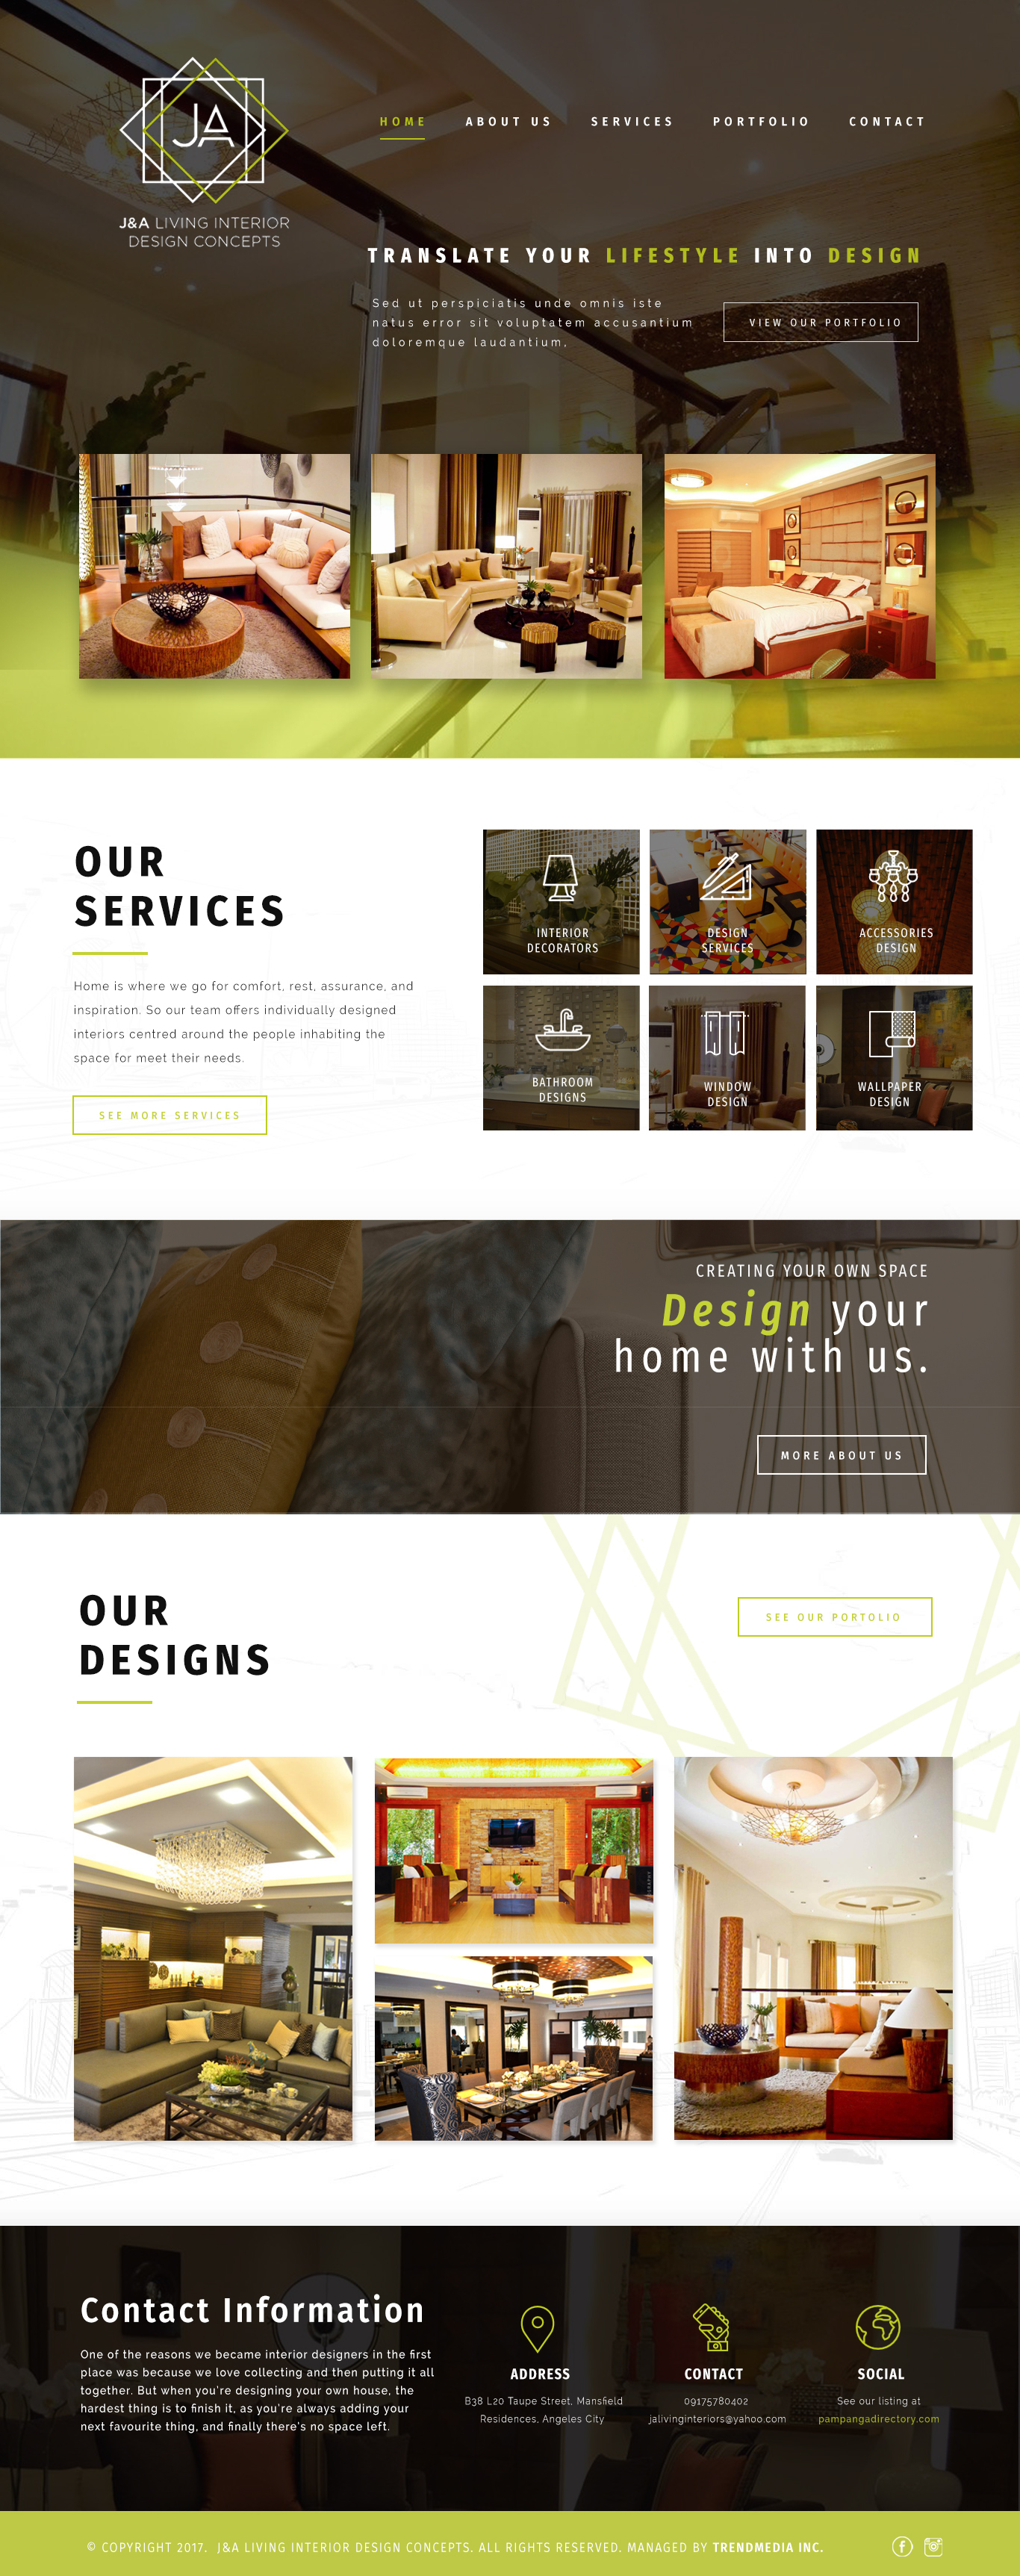 JA
J&A LIVING INTERIOR
DESIGN CONCEPTS
HOME ABOUT US SERVICES PORTFOLIO CONTACT
TRANSLATE YOUR LIFESTYLE INTO DESIGN
Sed ut perspiciatis unde omnis iste
natus error sit voluptatem accusantium
doloremque laudantium,
VIEW OUR PORTFOLIO
OUR
SERVICES
Home is where we go for comfort, rest, assurance, and
inspiration. So our team offers individually designed
interiors centred around the people inhabiting the
space for meet their needs.
SEE MORE SERVICES
INTERIOR
DECORATORS
DESIGN
SERVICES
ACCESSORIES
DESIGN
BATHROOM
DESIGNS
WINDOW
DESIGN
WALLPAPER
DESIGN
CREATING YOUR OWN SPACE
Design your
home with us.
MORE ABOUT US
OUR
DESIGNS
SEE OUR PORTOLIO
Contact Information
One of the reasons we became interior designers in the first
place was because we love collecting and then putting it all
together. But when you're designing your own house, the
hardest thing is to finish it, as you're always adding your
next favourite thing, and finally there's no space left.
ADDRESS
B38 L20 Taupe Street, Mansfield
Residences, Angeles City
CONTACT
09175780402
jalivinginteriors@yahoo.com
SOCIAL
See our listing at
pampangadirectory.com
© COPYRIGHT 2017. J&A LIVING INTERIOR DESIGN CONCEPTS. ALL RIGHTS RESERVED. MANAGED BY TRENDMEDIA INC.